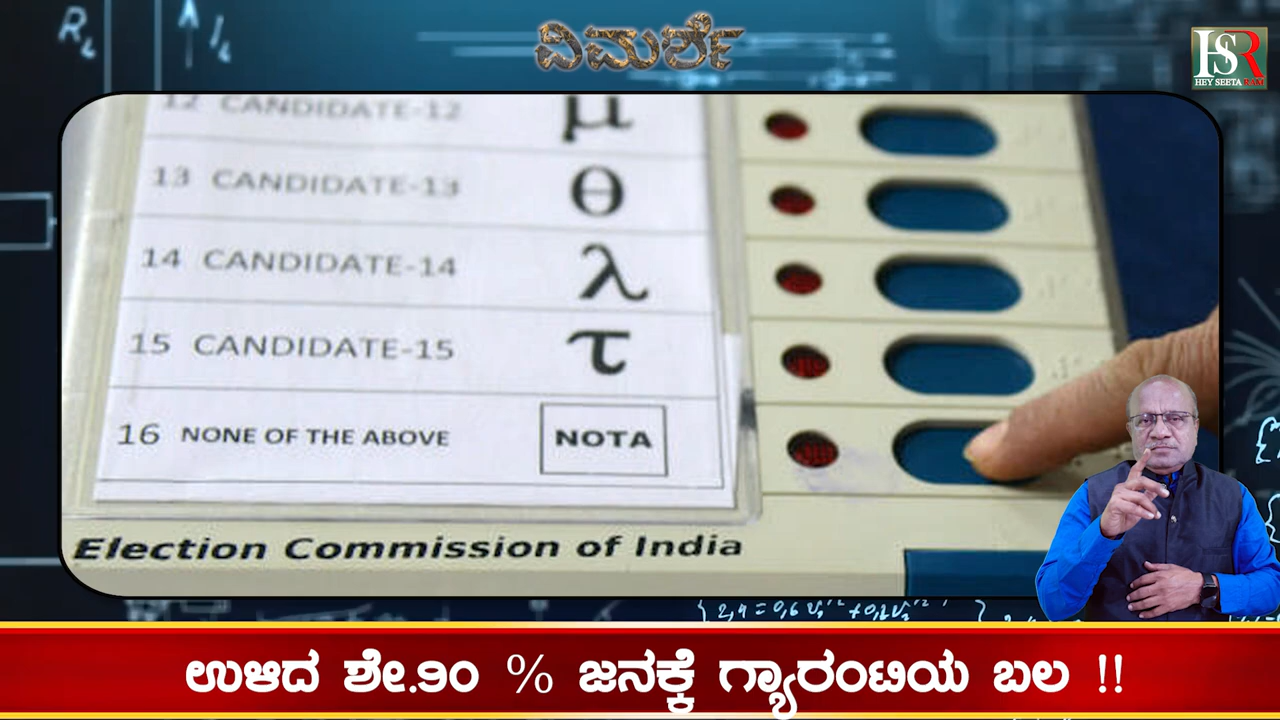 R
ವಿಮರ್ಶೆ
HSR
HEY SEETA RAM
12 CANDIDATE-12 μ
13 CANDIDATE-13 θ
14 CANDIDATE-14 λ
15 CANDIDATE-15 τ
16 NONE OF THE ABOVE NOTA
Election Commission of India
ಉಳಿದ ಶೇ.೨೦ % ಜನಕ್ಕೆ ಗ್ಯಾರಂಟಿಯ ಬಲ !!